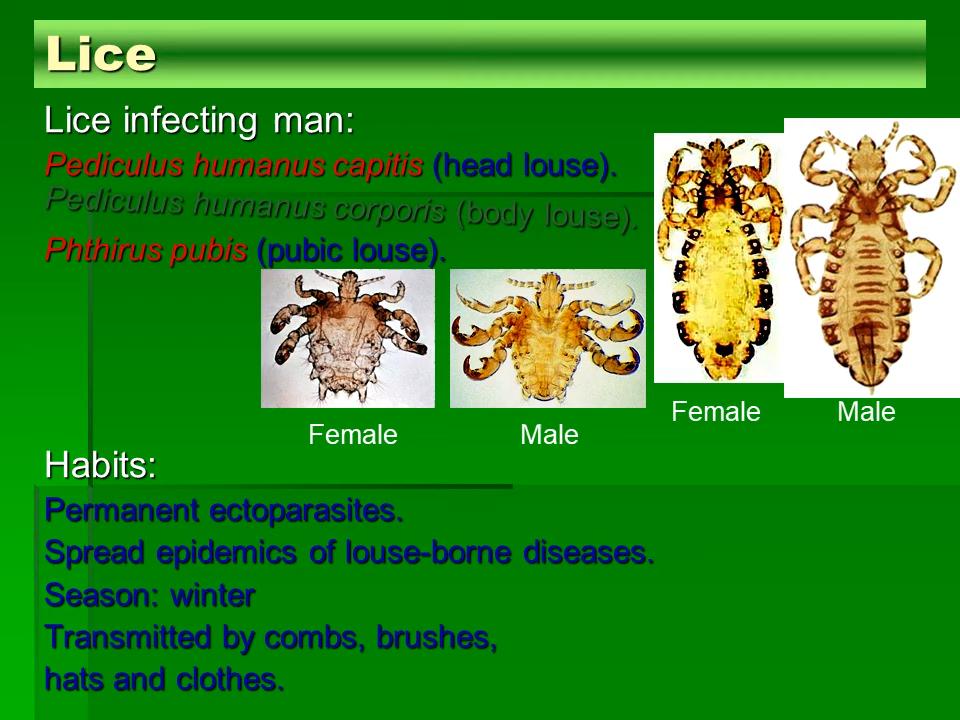 Lice
Lice infecting man:
Pediculus humanus capitis (head louse).
Pediculus humanus corporis (body louse).
Phthirus pubis (pubic louse).
Female Male
Female Male
Habits:
Permanent ectoparasites.
Spread epidemics of louse-borne diseases.
Season: winter
Transmitted by combs, brushes,
hats and clothes.